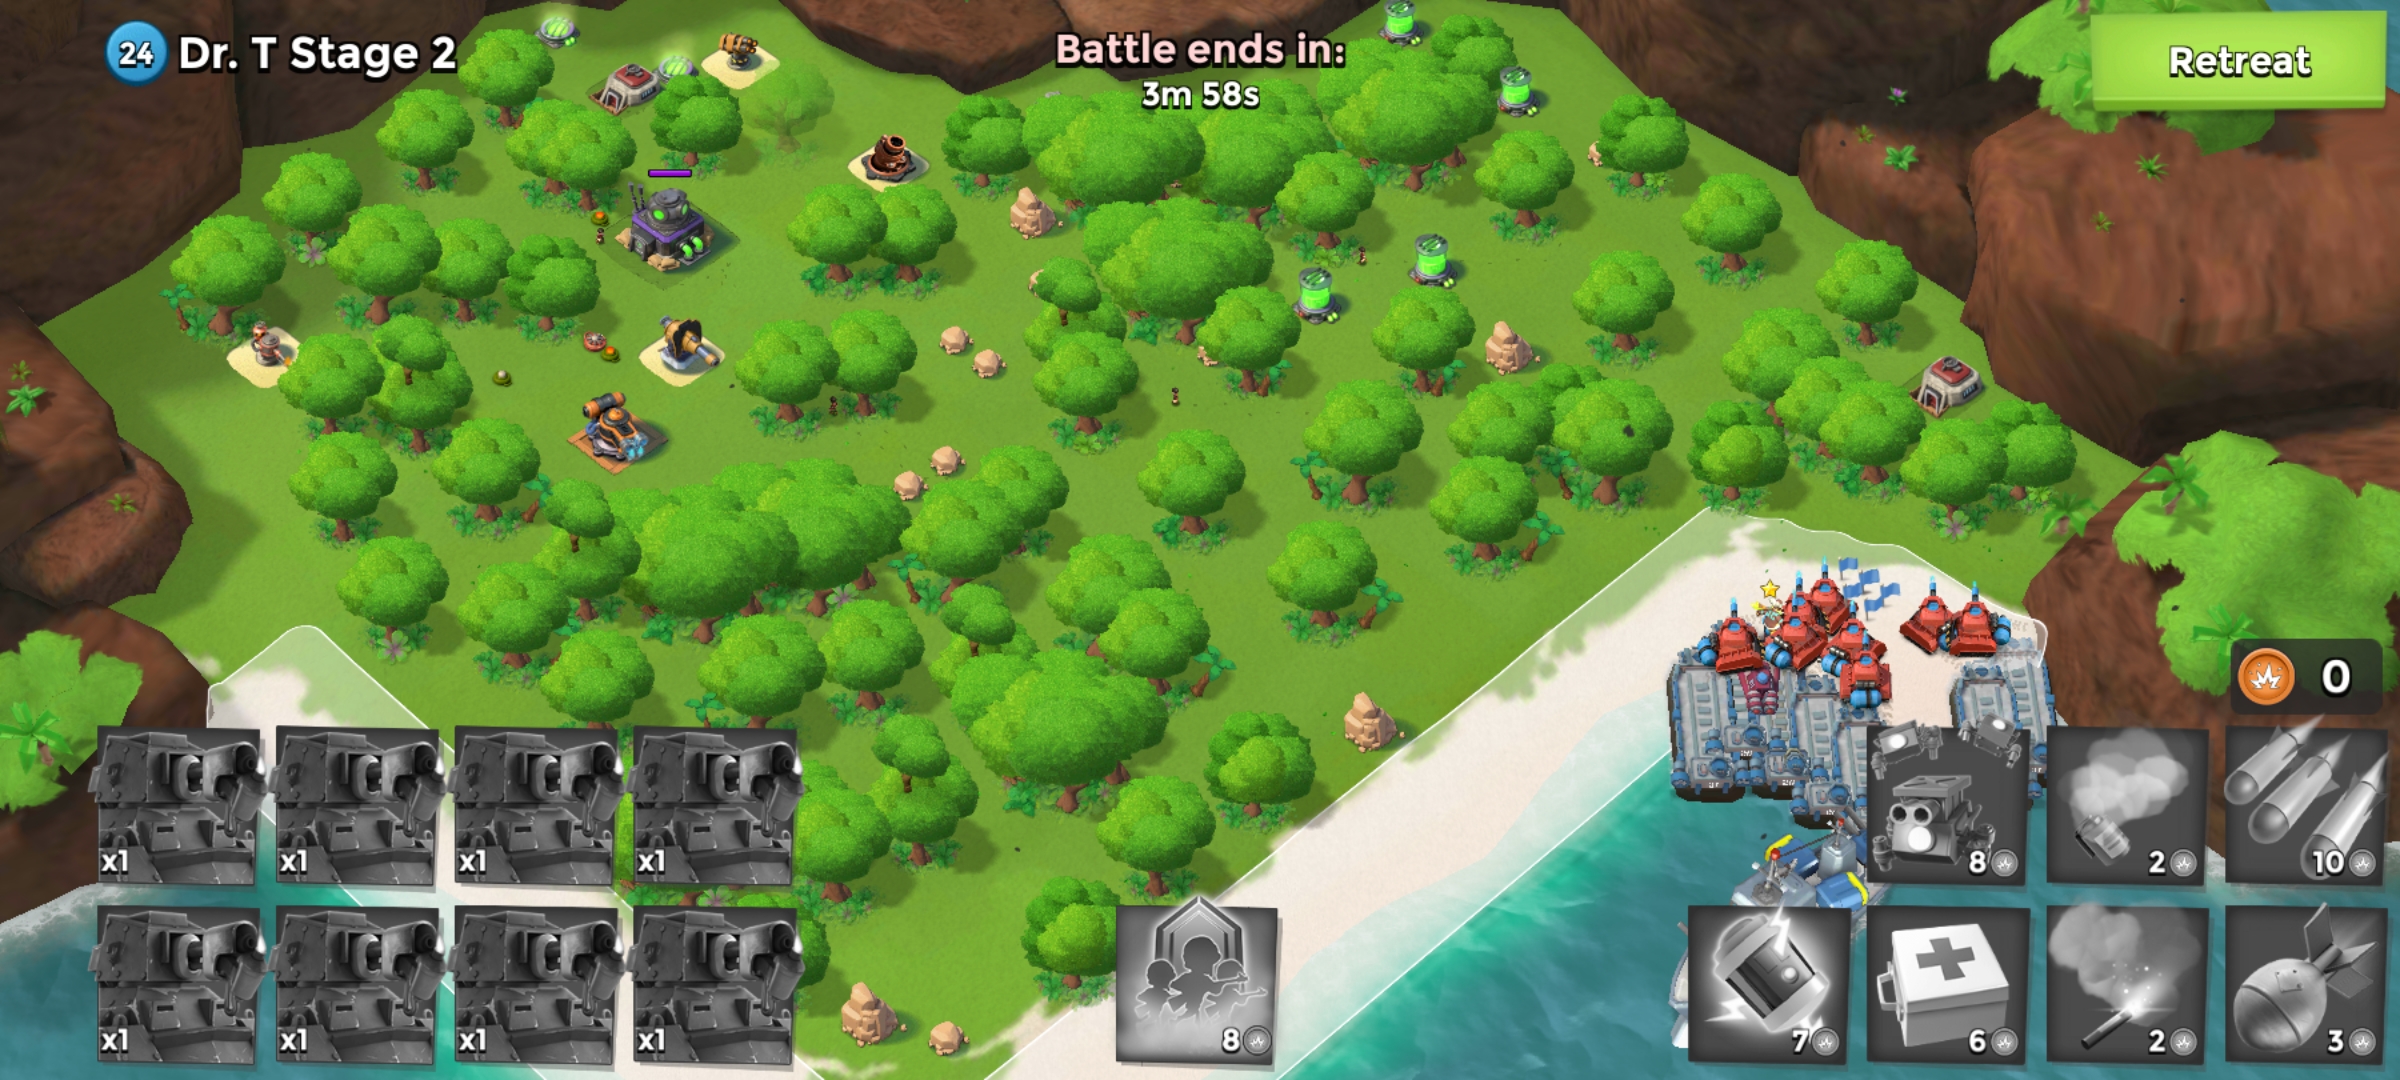 24 Dr. T Stage 2
Battle ends in:
3m 58s
Retreat
0
x1 x1 x1 x1
8 2 10
x1 x1 x1 x1
8
7 6 2 3